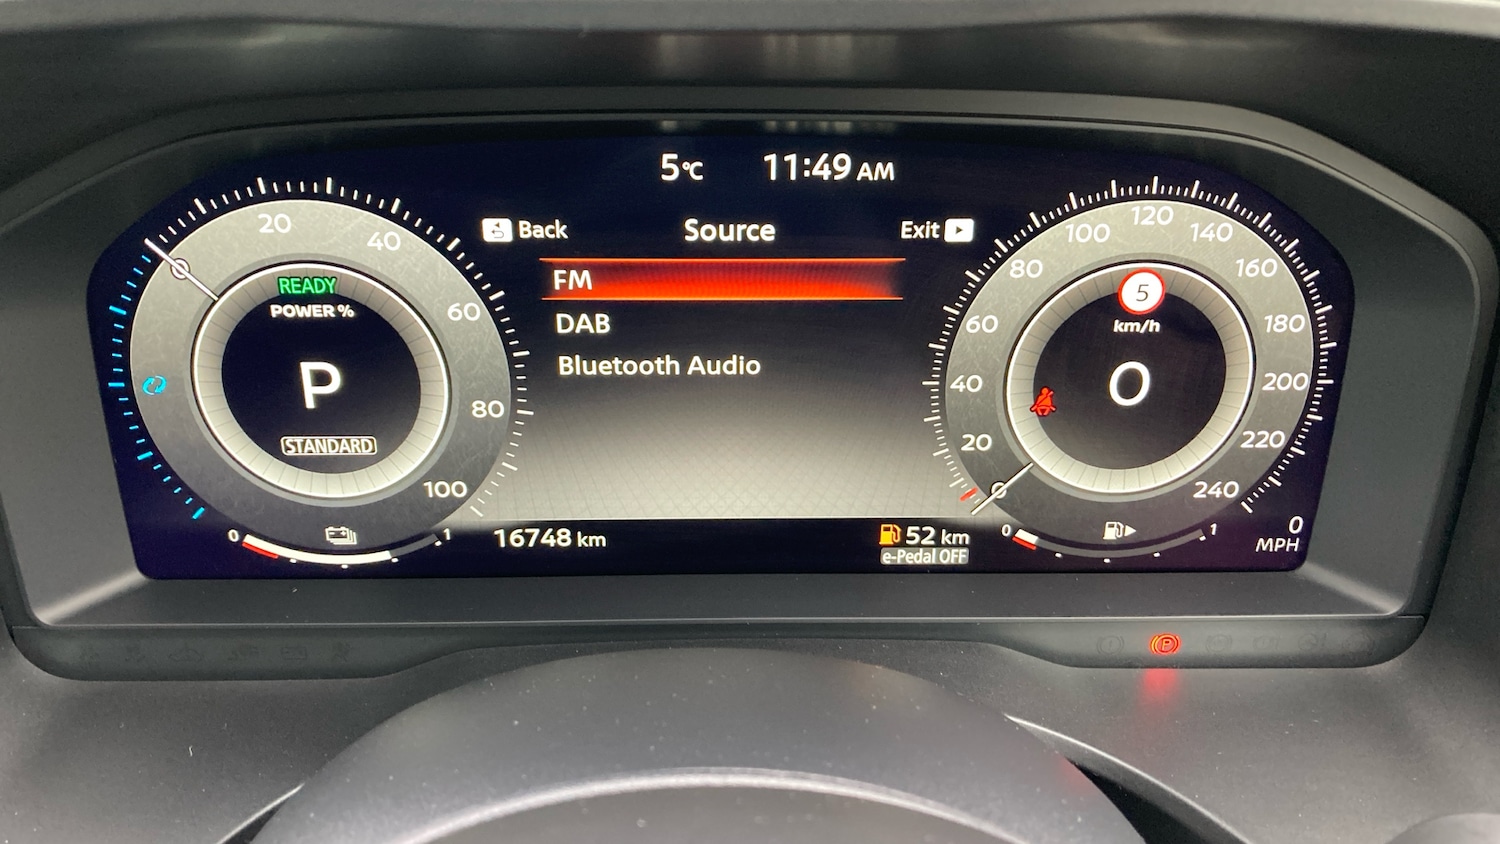 5°C 11:49 AM
Back Source Exit
FM
DAB
Bluetooth Audio
0 20 40 60 80 100
READY
POWER %
P
STANDARD
0 1
16748 km
52 km
e-Pedal OFF
0 20 40 60 80 100 120 140 160 180 200 220 240
5
km/h
0
0 1
0
MPH
P